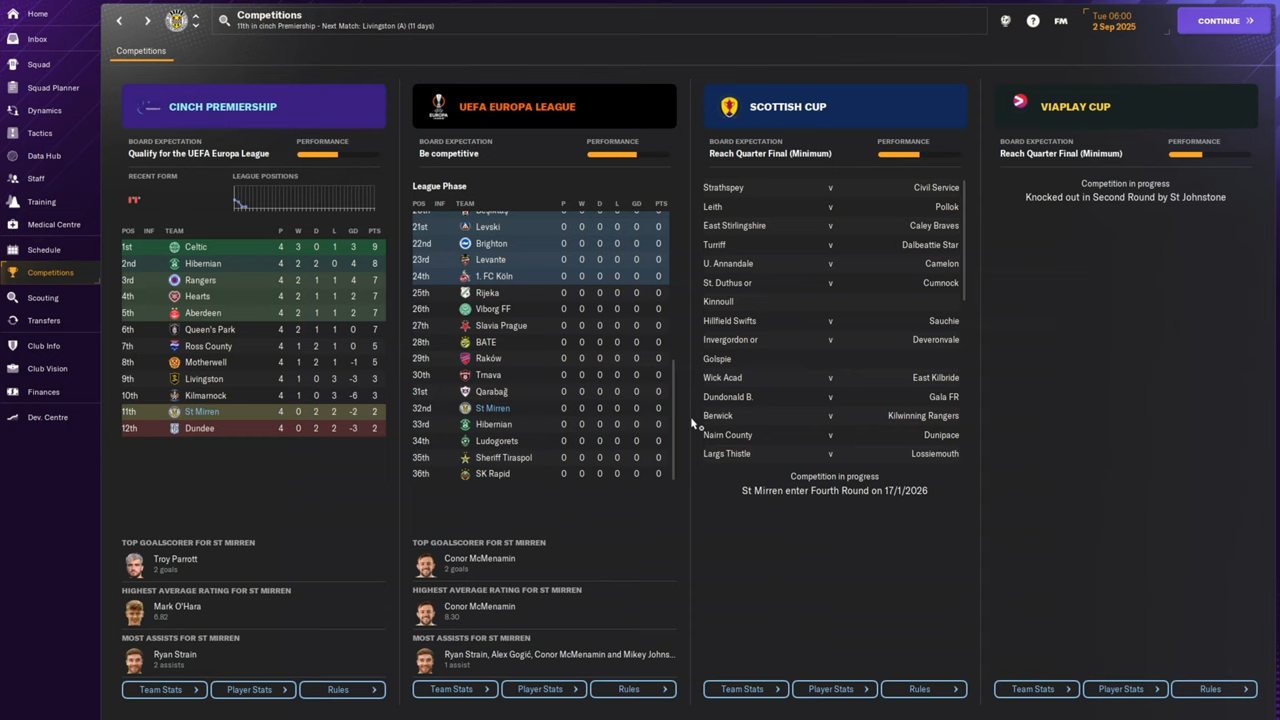 Home
Inbox
Squad
Squad Planner
Dynamics
Tactics
Data Hub
Staff
Training
Medical Centre
Schedule
Competitions
Scouting
Transfers
Club Info
Club Vision
Finances
Dev. Centre
Competitions
11th in cinch Premiership - Next Match: Livingston (A) (11 days)
FM
Tue 06:00
2 Sep 2025
CONTINUE
Competitions
CINCH PREMIERSHIP
BOARD EXPECTATION PERFORMANCE
Qualify for the UEFA Europa League
RECENT FORM LEAGUE POSITIONS
POS INF TEAM P W D L GD PTS
1st Celtic 4 3 0 1 3 9
2nd Hibernian 4 2 2 0 4 8
3rd Rangers 4 2 1 1 4 7
4th Hearts 4 2 1 1 2 7
5th Aberdeen 4 2 1 1 2 7
6th Queen's Park 4 2 1 1 0 7
7th Ross County 4 1 2 1 0 5
8th Motherwell 4 1 2 1 -1 5
9th Livingston 4 1 0 3 -3 3
10th Kilmarnock 4 1 0 3 -6 3
11th St Mirren 4 0 2 2 -2 2
12th Dundee 4 0 2 2 -3 2
TOP GOALSCORER FOR ST MIRREN
Troy Parrott
2 goals
HIGHEST AVERAGE RATING FOR ST MIRREN
Mark O'Hara
6.82
MOST ASSISTS FOR ST MIRREN
Ryan Strain
2 assists
Team Stats Player Stats Rules
UEFA EUROPA LEAGUE
BOARD EXPECTATION PERFORMANCE
Be competitive
League Phase
POS INF TEAM P W D L GD PTS
20th Beşiktaş 0 0 0 0 0 0
21st Levski 0 0 0 0 0 0
22nd Brighton 0 0 0 0 0 0
23rd Levante 0 0 0 0 0 0
24th 1. FC Köln 0 0 0 0 0 0
25th Rijeka 0 0 0 0 0 0
26th Viborg FF 0 0 0 0 0 0
27th Slavia Prague 0 0 0 0 0 0
28th BATE 0 0 0 0 0 0
29th Raków 0 0 0 0 0 0
30th Trnava 0 0 0 0 0 0
31st Qarabağ 0 0 0 0 0 0
32nd St Mirren 0 0 0 0 0 0
33rd Hibernian 0 0 0 0 0 0
34th Ludogorets 0 0 0 0 0 0
35th Sheriff Tiraspol 0 0 0 0 0 0
36th SK Rapid 0 0 0 0 0 0
TOP GOALSCORER FOR ST MIRREN
Conor McMenamin
2 goals
HIGHEST AVERAGE RATING FOR ST MIRREN
Conor McMenamin
8.30
MOST ASSISTS FOR ST MIRREN
Ryan Strain, Alex Gogić, Conor McMenamin and Mikey Johns...
1 assist
Team Stats Player Stats Rules
SCOTTISH CUP
BOARD EXPECTATION PERFORMANCE
Reach Quarter Final (Minimum)
Strathspey v Civil Service
Leith v Pollok
East Stirlingshire v Caley Braves
Turriff v Dalbeattie Star
U. Annandale v Camelon
St. Duthus or v Cumnock
Kinnoull
Hillfield Swifts v Sauchie
Invergordon or v Deveronvale
Golspie
Wick Acad v East Kilbride
Dundonald B. v Gala FR
Berwick v Kilwinning Rangers
Nairn County v Dunipace
Largs Thistle v Lossiemouth
Competition in progress
St Mirren enter Fourth Round on 17/1/2026
Team Stats Player Stats Rules
VIAPLAY CUP
BOARD EXPECTATION PERFORMANCE
Reach Quarter Final (Minimum)
Competition in progress
Knocked out in Second Round by St Johnstone
Team Stats Player Stats Rules